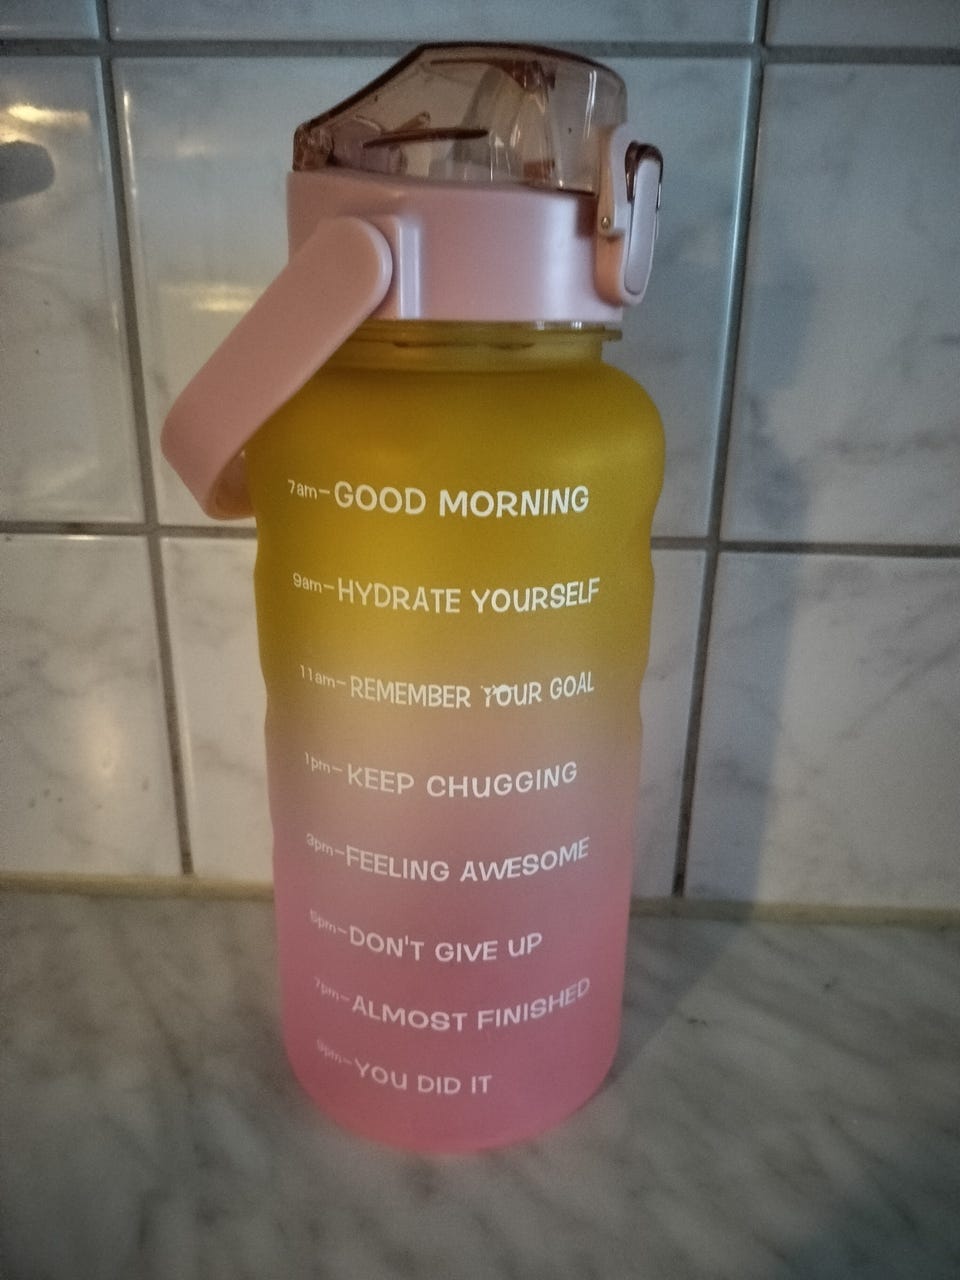 7am-GOOD MORNING
9am-HYDRATE YOURSELF
11am-REMEMBER YOUR GOAL
1pm-KEEP CHUGGING
3pm-FEELING AWESOME
5pm-DON'T GIVE UP
7pm-ALMOST FINISHED
9pm-YOU DID IT